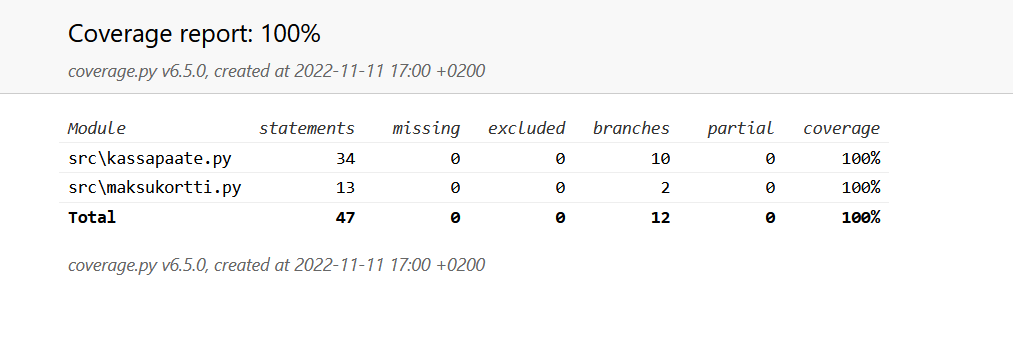 Coverage report: 100%
coverage.py v6.5.0, created at 2022-11-11 17:00 +0200
Module statements missing excluded branches partial coverage
src\kassapaate.py 34 0 0 10 0 100%
src\maksukortti.py 13 0 0 2 0 100%
Total 47 0 0 12 0 100%
coverage.py v6.5.0, created at 2022-11-11 17:00 +0200